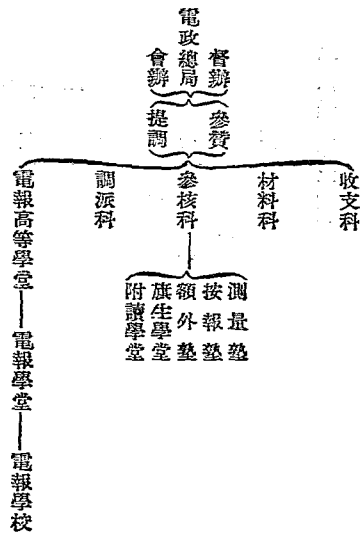 督辦
電政總局
會辦
參贊
提調
收支科
材料科
參核科
調派科
電報高等學堂
電報學堂
電報學校
測量塾
按報塾
額外塾
旗生學堂
附讀學堂